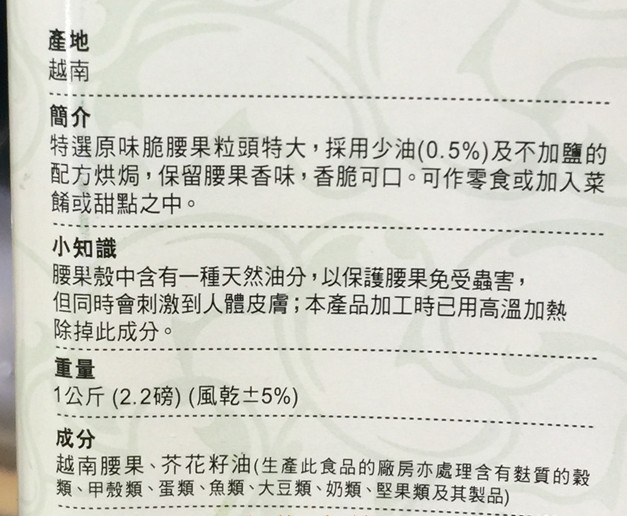 產地
越南
簡介
特選原味脆腰果粒頭特大，採用少油(0.5%)及不加鹽的
配方烘焗，保留腰果香味，香脆可口。可作零食或加入菜
餚或甜點之中。
小知識
腰果殼中含有一種天然油分，以保護腰果免受蟲害，
但同時會刺激到人體皮膚；本產品加工時已用高溫加熱
除掉此成分。
重量
1公斤 (2.2磅) (風乾±5%)
成分
越南腰果、芥花籽油(生產此食品的廠房亦處理含有麩質的穀
類、甲殼類、蛋類、魚類、大豆類、奶類、堅果類及其製品)